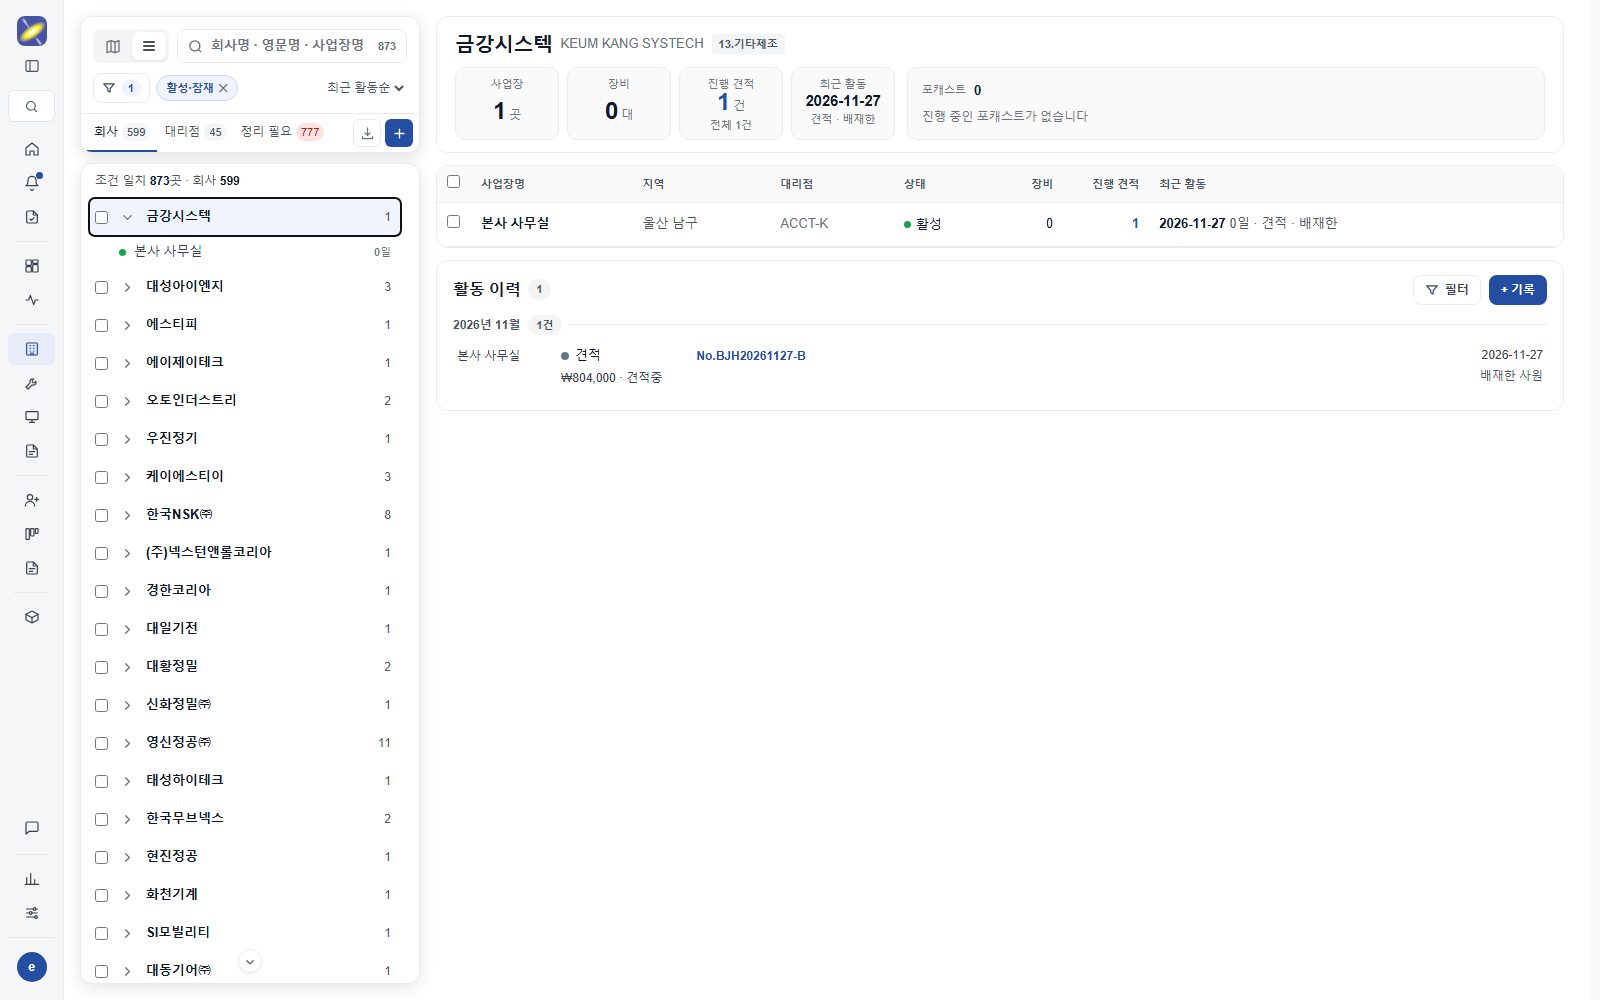 회사명 · 영문명 · 사업장명 873
1 활성·잠재 최근 활동순
회사 599 대리점 45 정리 필요 777
조건 일치 873곳 · 회사 599
금강시스텍 1
본사 사무실 0일
대성아이엔지 3
에스티피 1
에이제이테크 1
오토인더스트리 2
우진정기 1
케이에스티이 3
한국NSK㈜ 8
(주)넥스턴앤롤코리아 1
경한코리아 1
대일기전 1
대황정밀 2
신화정밀㈜ 1
영신정공㈜ 11
태성하이테크 1
한국무브넥스 2
현진정공 1
화천기계 1
SI모빌리티 1
대동기어㈜ 1
e
금강시스텍 KEUM KANG SYSTECH 13.기타제조
사업장
1 곳
장비
0 대
진행 견적
1 건
전체 1건
최근 활동
2026-11-27
견적 · 배재한
포캐스트 0
진행 중인 포캐스트가 없습니다
사업장명 지역 대리점 상태 장비 진행 견적 최근 활동
본사 사무실 울산 남구 ACCT-K 활성 0 1 2026-11-27 0일 · 견적 · 배재한
활동 이력 1 필터 + 기록
2026년 11월 1건
본사 사무실 견적 No.BJH20261127-B 2026-11-27
₩804,000 · 견적중 배재한 사원